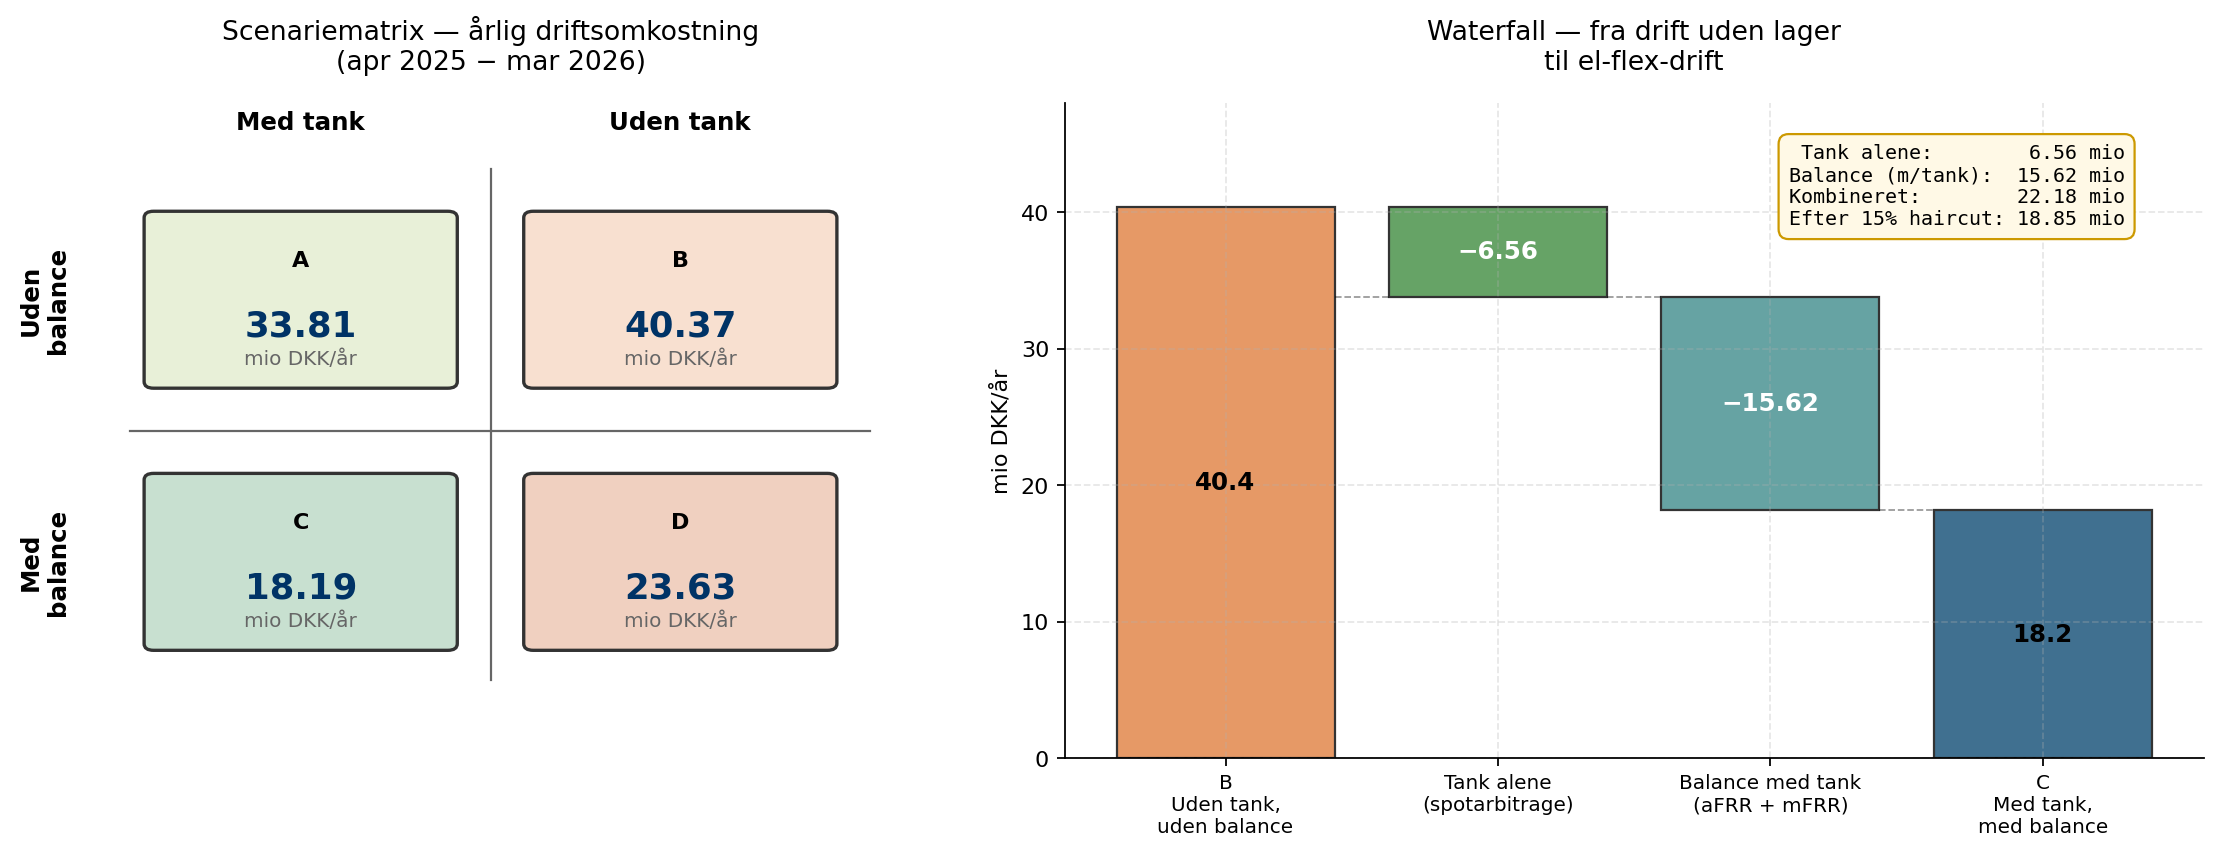 Scenariematrix — årlig driftsomkostning
(apr 2025 − mar 2026)
Med tank
Uden tank
Uden
balance
A
33.81
mio DKK/år
B
40.37
mio DKK/år
Med
balance
C
18.19
mio DKK/år
D
23.63
mio DKK/år
Waterfall — fra drift uden lager
til el-flex-drift
mio DKK/år
40
30
20
10
0
Tank alene: 6.56 mio
Balance (m/tank): 15.62 mio
Kombineret: 22.18 mio
Efter 15% haircut: 18.85 mio
40.4
−6.56
−15.62
18.2
B
Uden tank,
uden balance
Tank alene
(spotarbitrage)
Balance med tank
(aFRR + mFRR)
C
Med tank,
med balance